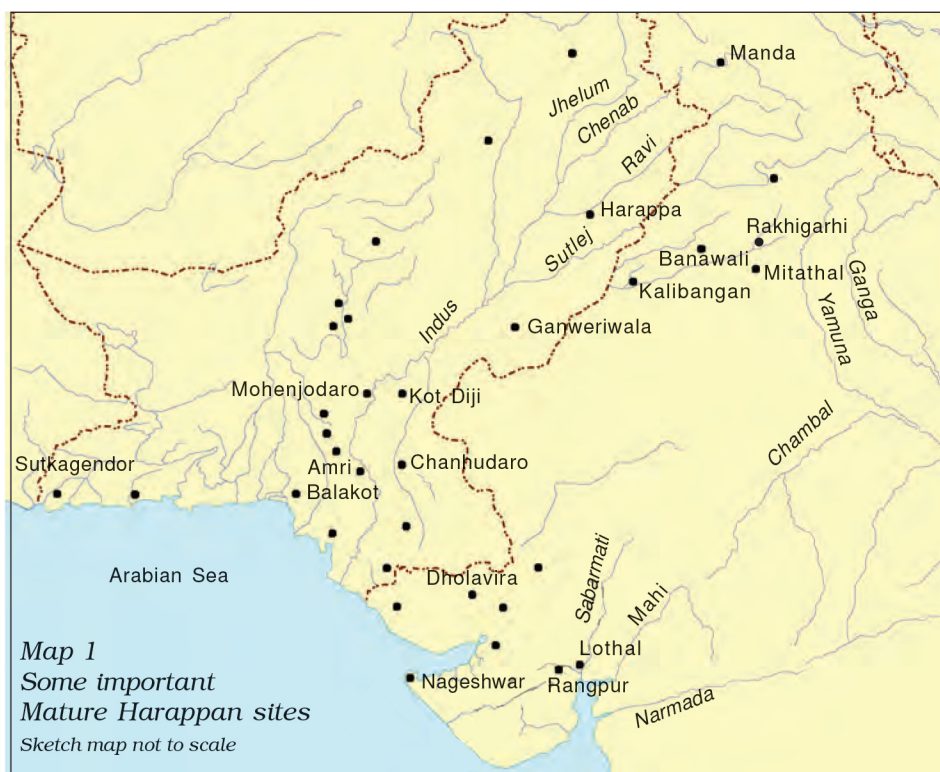 Manda
Jhelum
Chenab
Ravi
Harappa
Rakhigarhi
Sutlej
Banawali
Mitathal
Kalibangan
Ganga
Yamuna
Indus
Ganweriwala
Mohenjodaro
Kot Diji
Chambal
Sutkagendor
Amri
Chanhudaro
Balakot
Arabian Sea
Dholavira
Sabarmati
Mahi
Lothal
Nageshwar
Rangpur
Narmada
Map 1
Some important
Mature Harappan sites
Sketch map not to scale